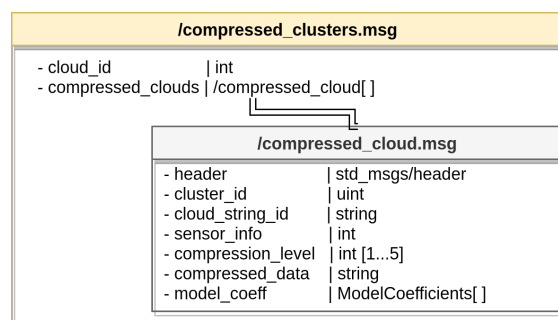 /compressed_clusters.msg
- cloud_id | int
- compressed_clouds | /compressed_cloud[ ]
/compressed_cloud.msg
- header | std_msgs/header
- cluster_id | uint
- cloud_string_id | string
- sensor_info | int
- compression_level | int [1...5]
- compressed_data | string
- model_coeff | ModelCoefficients[ ]